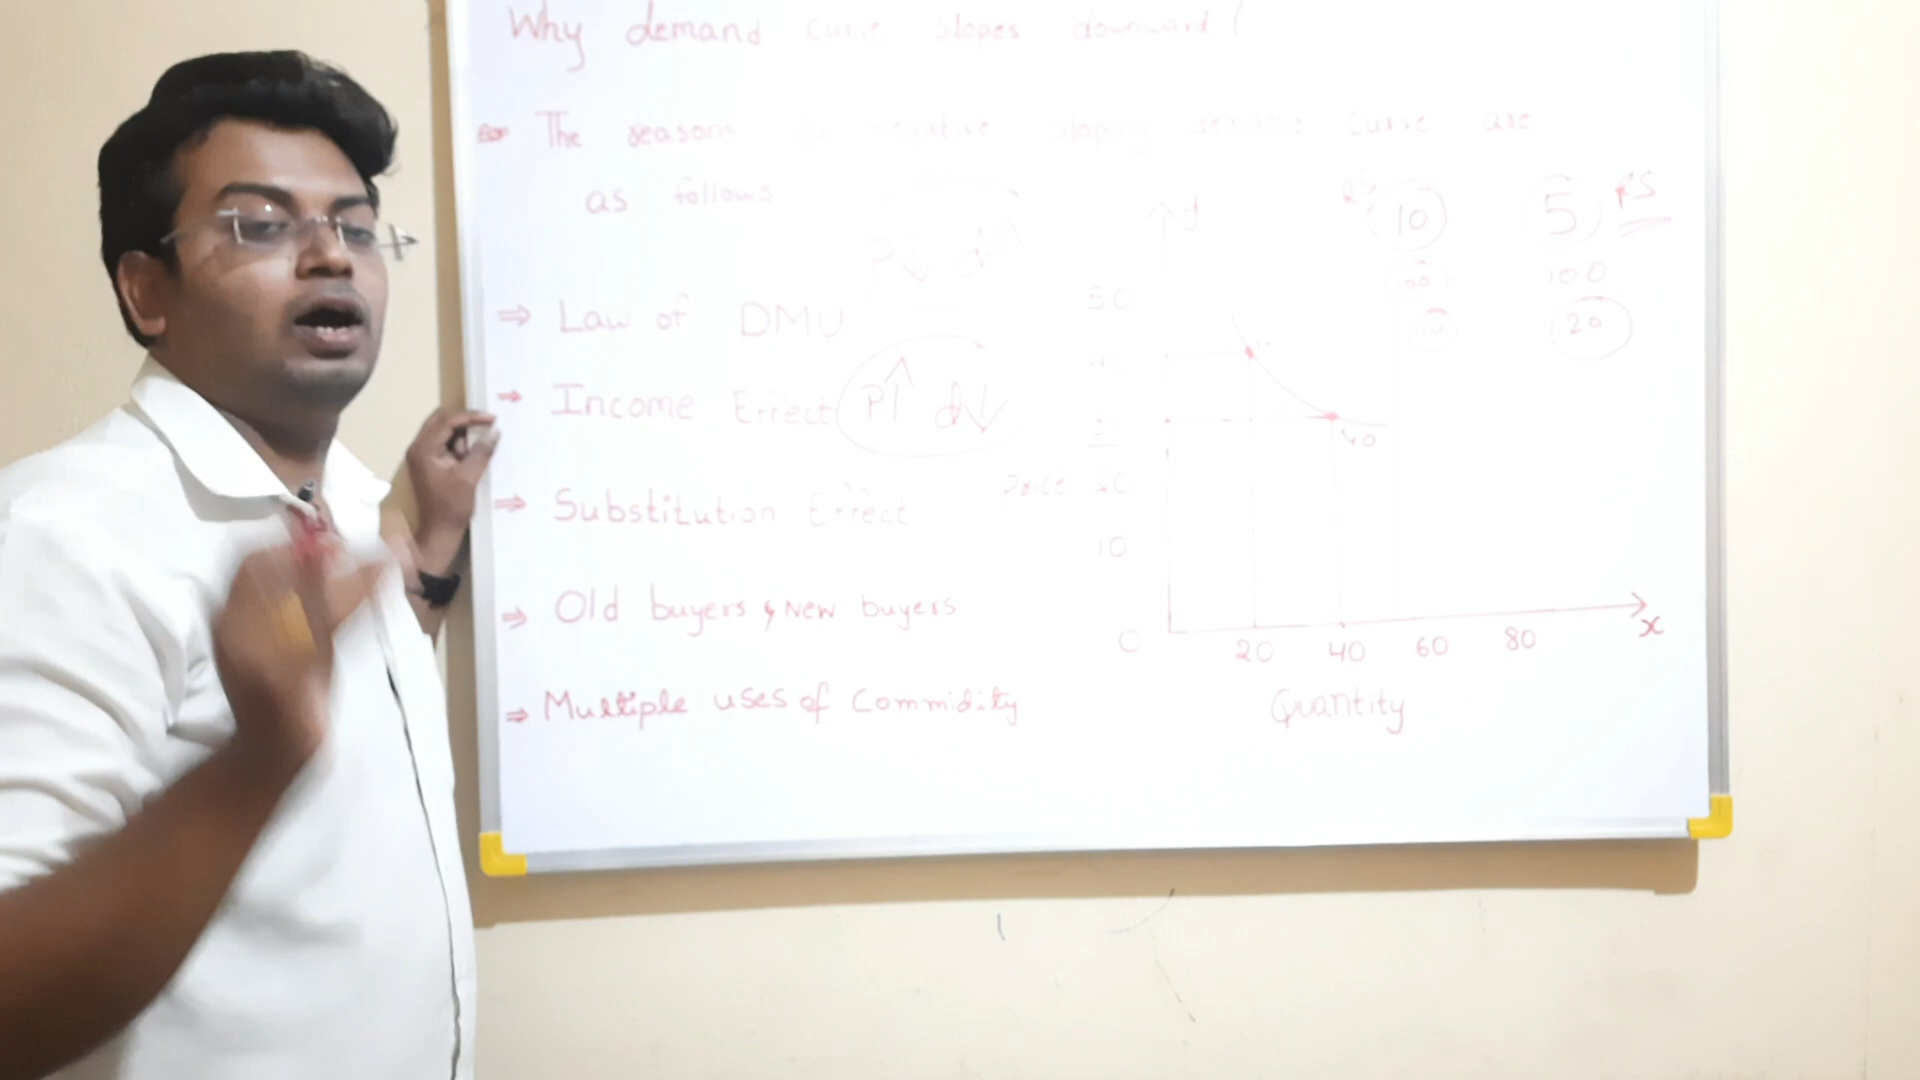 Why demand curve slopes downward
The reasons negative sloping demand curve are
as follows
P↓ d
⇒ Law of DMU
→ Income Effect P↑ d↓
⇒ Substitution Effect
⇒ Old buyers & New buyers
⇒ Multiple uses of Commidity
y
50
Price 20
10
O
40
20 40 60 80
x
Quantity
RS 10 5 RS
100 100
10 20